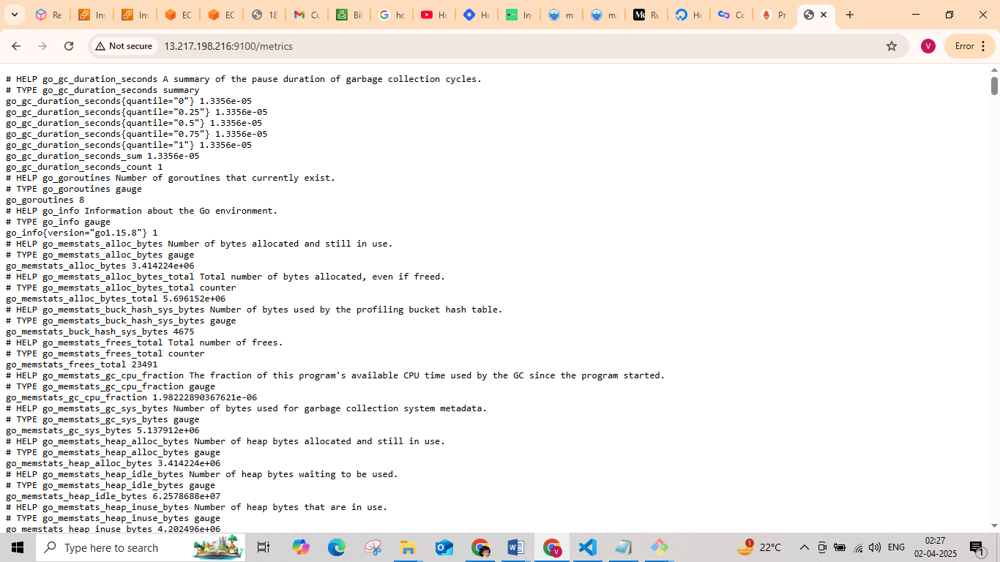 Re
Ins
Ins
EC
EC
18
Cu
Bil
ho
Ho
Ho
Ins
mi
mi
Ru
Ho
Co
Pr
Not secure
13.217.198.216:9100/metrics
V
Error
# HELP go_gc_duration_seconds A summary of the pause duration of garbage collection cycles.
# TYPE go_gc_duration_seconds summary
go_gc_duration_seconds{quantile="0"} 1.3356e-05
go_gc_duration_seconds{quantile="0.25"} 1.3356e-05
go_gc_duration_seconds{quantile="0.5"} 1.3356e-05
go_gc_duration_seconds{quantile="0.75"} 1.3356e-05
go_gc_duration_seconds{quantile="1"} 1.3356e-05
go_gc_duration_seconds_sum 1.3356e-05
go_gc_duration_seconds_count 1
# HELP go_goroutines Number of goroutines that currently exist.
# TYPE go_goroutines gauge
go_goroutines 8
# HELP go_info Information about the Go environment.
# TYPE go_info gauge
go_info{version="go1.15.8"} 1
# HELP go_memstats_alloc_bytes Number of bytes allocated and still in use.
# TYPE go_memstats_alloc_bytes gauge
go_memstats_alloc_bytes 3.414224e+06
# HELP go_memstats_alloc_bytes_total Total number of bytes allocated, even if freed.
# TYPE go_memstats_alloc_bytes_total counter
go_memstats_alloc_bytes_total 5.696152e+06
# HELP go_memstats_buck_hash_sys_bytes Number of bytes used by the profiling bucket hash table.
# TYPE go_memstats_buck_hash_sys_bytes gauge
go_memstats_buck_hash_sys_bytes 4675
# HELP go_memstats_frees_total Total number of frees.
# TYPE go_memstats_frees_total counter
go_memstats_frees_total 23491
# HELP go_memstats_gc_cpu_fraction The fraction of this program's available CPU time used by the GC since the program started.
# TYPE go_memstats_gc_cpu_fraction gauge
go_memstats_gc_cpu_fraction 1.98222890367621e-06
# HELP go_memstats_gc_sys_bytes Number of bytes used for garbage collection system metadata.
# TYPE go_memstats_gc_sys_bytes gauge
go_memstats_gc_sys_bytes 5.137912e+06
# HELP go_memstats_heap_alloc_bytes Number of heap bytes allocated and still in use.
# TYPE go_memstats_heap_alloc_bytes gauge
go_memstats_heap_alloc_bytes 3.414224e+06
# HELP go_memstats_heap_idle_bytes Number of heap bytes waiting to be used.
# TYPE go_memstats_heap_idle_bytes gauge
go_memstats_heap_idle_bytes 6.2578688e+07
# HELP go_memstats_heap_inuse_bytes Number of heap bytes that are in use.
# TYPE go_memstats_heap_inuse_bytes gauge
go_memstats_heap_inuse_bytes 4.202496e+06
Type here to search
22°C
ENG
02:27
02-04-2025